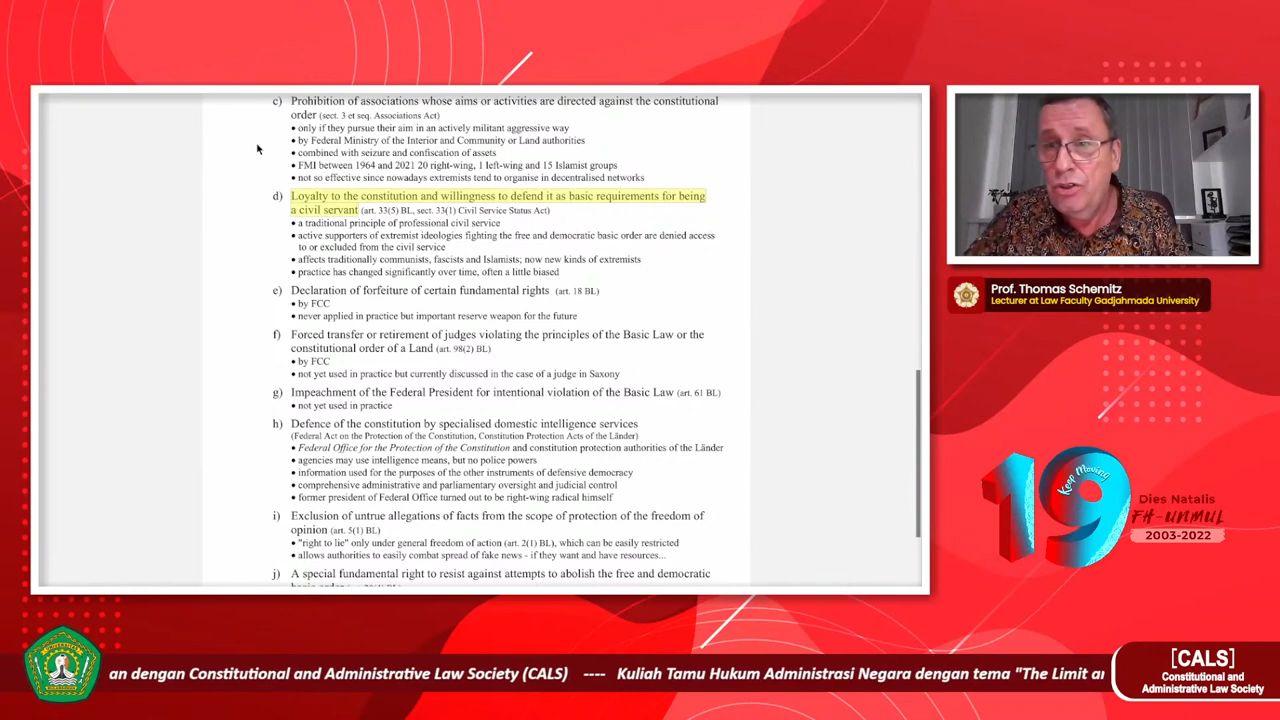 c) Prohibition of associations whose aims or activities are directed against the constitutional
order (sect. 3 et seq. Associations Act)
• only if they pursue their aim in an actively militant aggressive way
• by Federal Ministry of the Interior and Community or Land authorities
• combined with seizure and confiscation of assets
• FMI between 1964 and 2021 20 right-wing, 1 left-wing and 15 Islamist groups
• not so effective since nowadays extremists tend to organise in decentralised networks
d) Loyalty to the constitution and willingness to defend it as basic requirements for being
a civil servant (art. 33(5) BL, sect. 33(1) Civil Service Status Act)
• a traditional principle of professional civil service
• active supporters of extremist ideologies fighting the free and democratic basic order are denied access
to or excluded from the civil service
• affects traditionally communists, fascists and Islamists; now new kinds of extremists
• practice has changed significantly over time, often a little biased
e) Declaration of forfeiture of certain fundamental rights (art. 18 BL)
• by FCC
• never applied in practice but important reserve weapon for the future
f) Forced transfer or retirement of judges violating the principles of the Basic Law or the
constitutional order of a Land (art. 98(2) BL)
• by FCC
• not yet used in practice but currently discussed in the case of a judge in Saxony
g) Impeachment of the Federal President for intentional violation of the Basic Law (art. 61 BL)
• not yet used in practice
h) Defence of the constitution by specialised domestic intelligence services
(Federal Act on the Protection of the Constitution, Constitution Protection Acts of the Länder)
• Federal Office for the Protection of the Constitution and constitution protection authorities of the Länder
• agencies may use intelligence means, but no police powers
• information used for the purposes of the other instruments of defensive democracy
• comprehensive administrative and parliamentary oversight and judicial control
• former president of Federal Office turned out to be right-wing radical himself
i) Exclusion of untrue allegations of facts from the scope of protection of the freedom of
opinion (art. 5(1) BL)
• "right to lie" only under general freedom of action (art. 2(1) BL), which can be easily restricted
• allows authorities to easily combat spread of fake news - if they want and have resources...
j) A special fundamental right to resist against attempts to abolish the free and democratic
Prof. Thomas Schemitz
Lecturer at Law Faculty Gadjahmada University
19
Keep Moving
Dies Natalis
FH-UNMUL
2003-2022
an dengan Constitutional and Administrative Law Society (CALS) ---- Kuliah Tamu Hukum Administrasi Negara dengan tema "The Limit ar
[CALS]
Constitutional and
Administrative Law Society